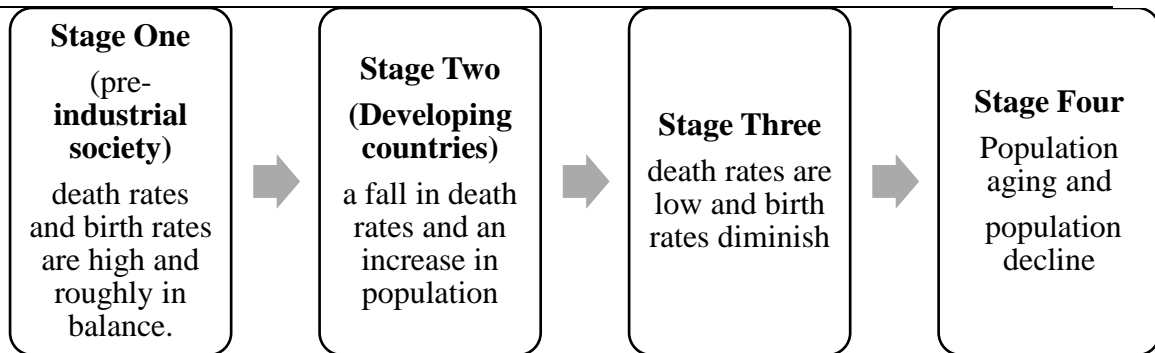 Stage One
(pre-
industrial
society)
death rates
and birth rates
are high and
roughly in
balance.
Stage Two
(Developing
countries)
a fall in death
rates and an
increase in
population
Stage Three
death rates are
low and birth
rates diminish
Stage Four
Population
aging and
population
decline